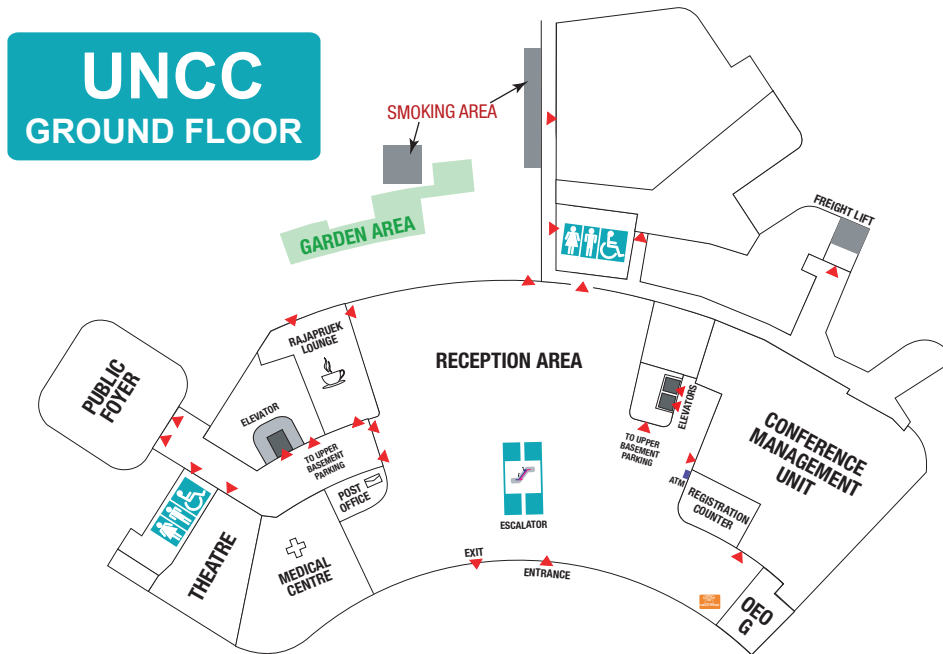 UNCC
GROUND FLOOR
SMOKING AREA
GARDEN AREA
FREIGHT LIFT
RAJAPRUEK
LOUNGE
RECEPTION AREA
PUBLIC
FOYER
ELEVATOR
ELEVATORS
TO UPPER
BASEMENT
PARKING
TO UPPER
BASEMENT
PARKING
CONFERENCE
MANAGEMENT
UNIT
ATM
POST
OFFICE
REGISTRATION
COUNTER
ESCALATOR
THEATRE
MEDICAL
CENTRE
EXIT
ENTRANCE
OEO
G